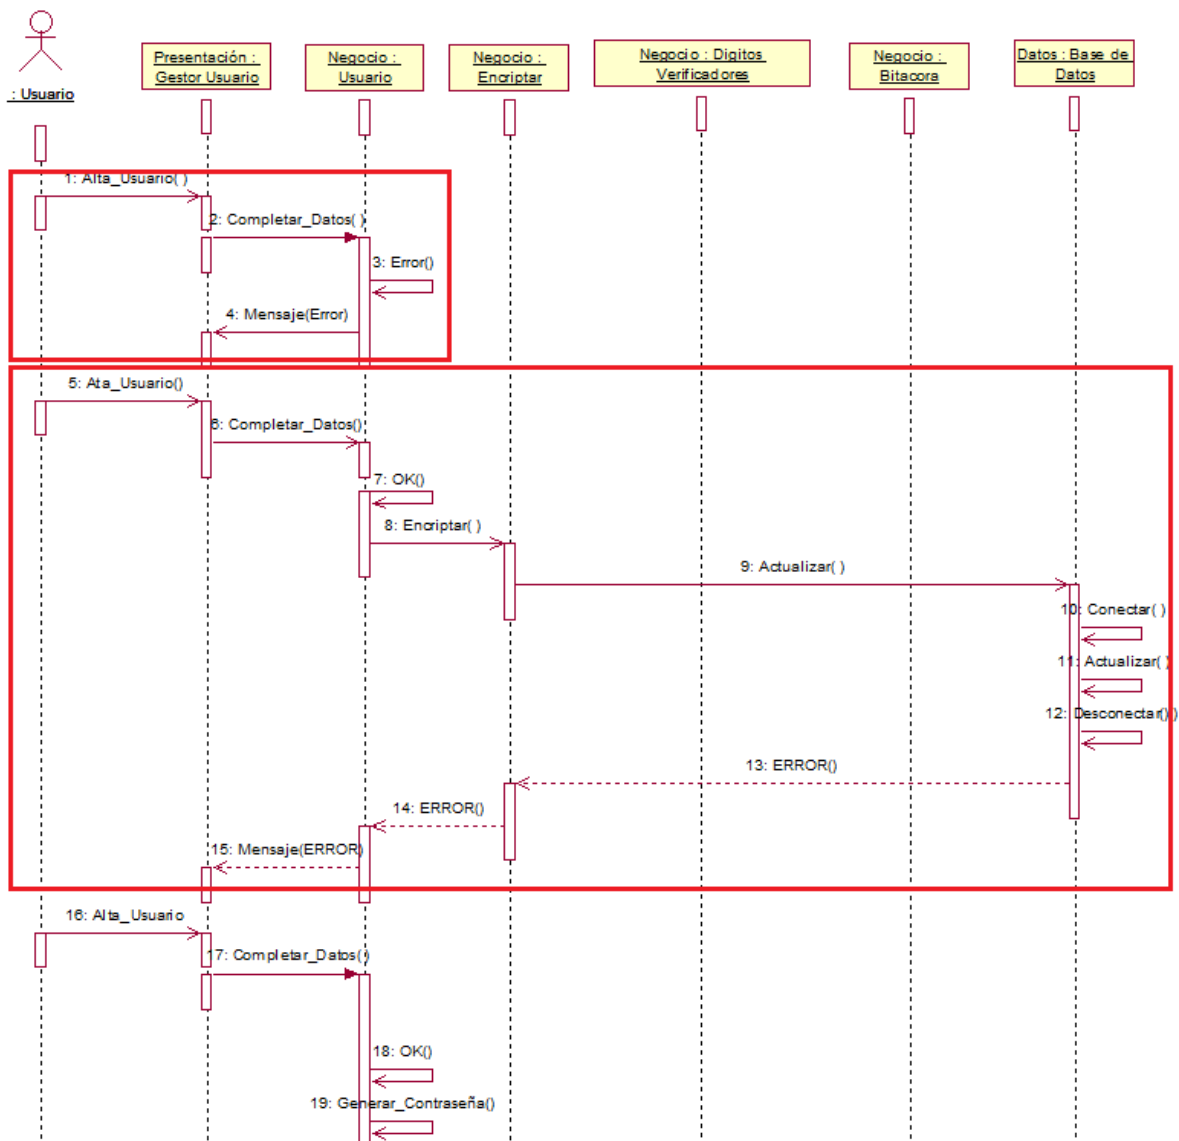 : Usuario
Presentación :
Gestor Usuario
Negocio :
Usuario
Negocio :
Encriptar
Negocio : Digitos
Verificadores
Negocio :
Bitacora
Datos : Base de
Datos
1: Alta_Usuario( )
2: Completar_Datos( )
3: Error()
4: Mensaje(Error)
5: Ata_Usuario()
6: Completar_Datos()
7: OK()
8: Encriptar( )
9: Actualizar( )
10: Conectar( )
11: Actualizar( )
12: Desconectar( )
13: ERROR()
14: ERROR()
15: Mensaje(ERROR)
16: Alta_Usuario
17: Completar_Datos()
18: OK()
19: Generar_Contraseña()